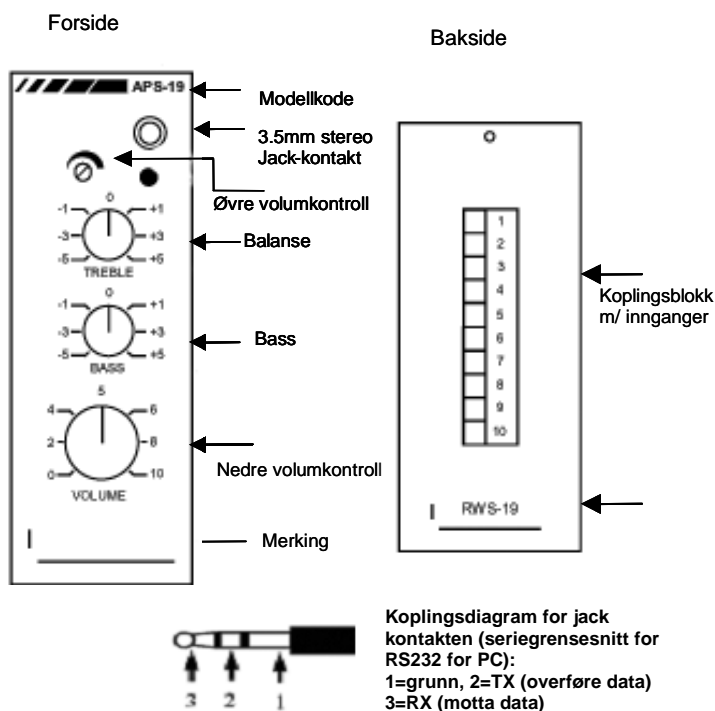 Forside
Bakside
APS-19
Modellkode
3.5mm stereo
Jack-kontakt
Øvre volumkontroll
0
-1 +1
-3 +3
-5 +5
TREBLE
Balanse
0
-1 +1
-3 +3
-5 +5
BASS
Bass
5
4 6
2 8
0 10
VOLUME
Nedre volumkontroll
Merking
1
2
3
4
5
6
7
8
9
10
Koplingsblokk
m/ innganger
RWS-19
3 2 1
Koplingsdiagram for jack
kontakten (seriegrensesnitt for
RS232 for PC):
1=grunn, 2=TX (overføre data)
3=RX (motta data)